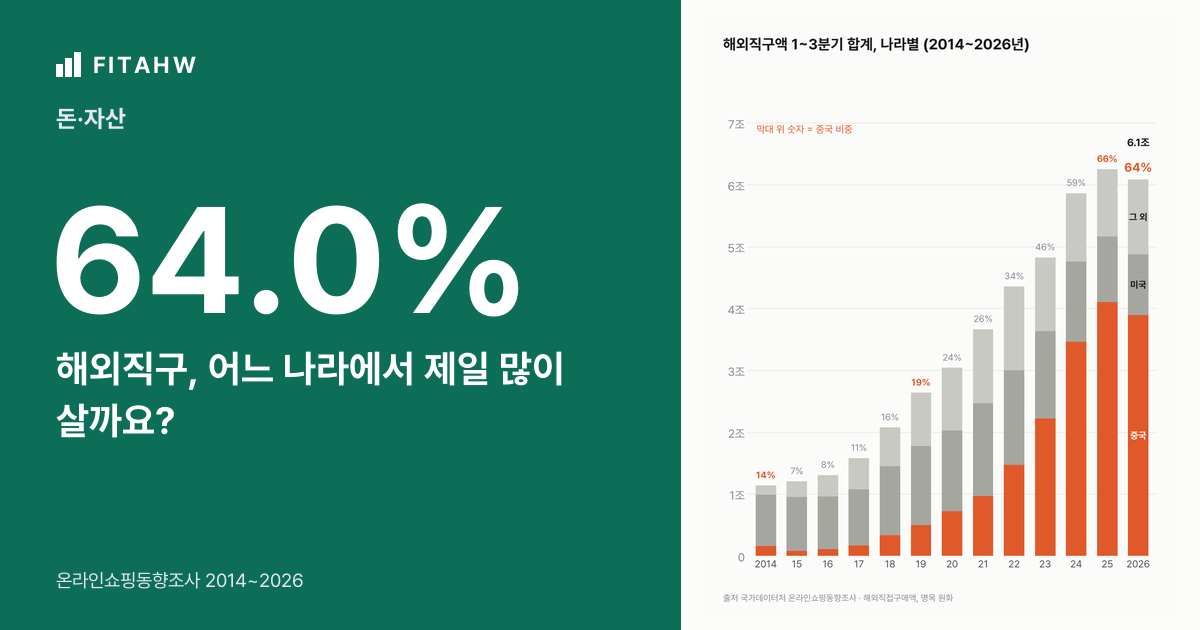 FITAHW
돈·자산
64.0%
해외직구, 어느 나라에서 제일 많이
살까요?
온라인쇼핑동향조사 2014~2026
해외직구액 1~3분기 합계, 나라별 (2014~2026년)
7조
막대 위 숫자 = 중국 비중
6.1조
66%
64%
6조
59%
그 외
5조
46%
미국
34%
4조
26%
24%
3조
19%
16%
중국
2조
11%
8%
7%
14%
1조
0
2014 15 16 17 18 19 20 21 22 23 24 25 2026
출처 국가데이터처 온라인쇼핑동향조사 · 해외직접구매액, 명목 원화